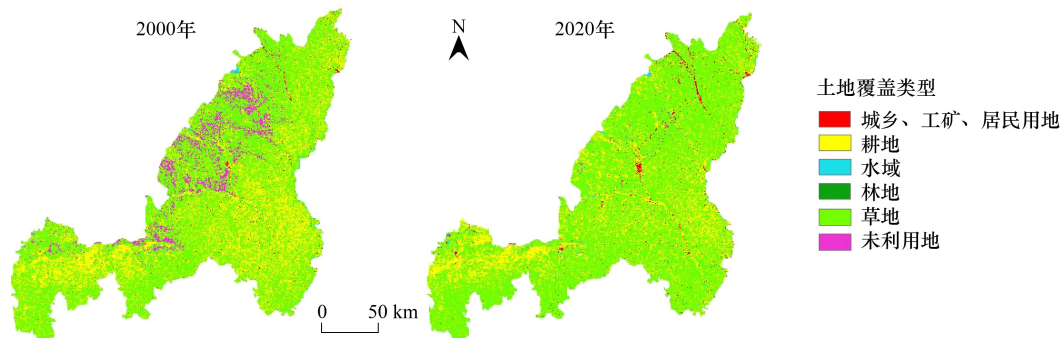 2000年
N
2020年
土地覆盖类型
城乡、工矿、居民用地
耕地
水域
林地
草地
未利用地
0 50 km